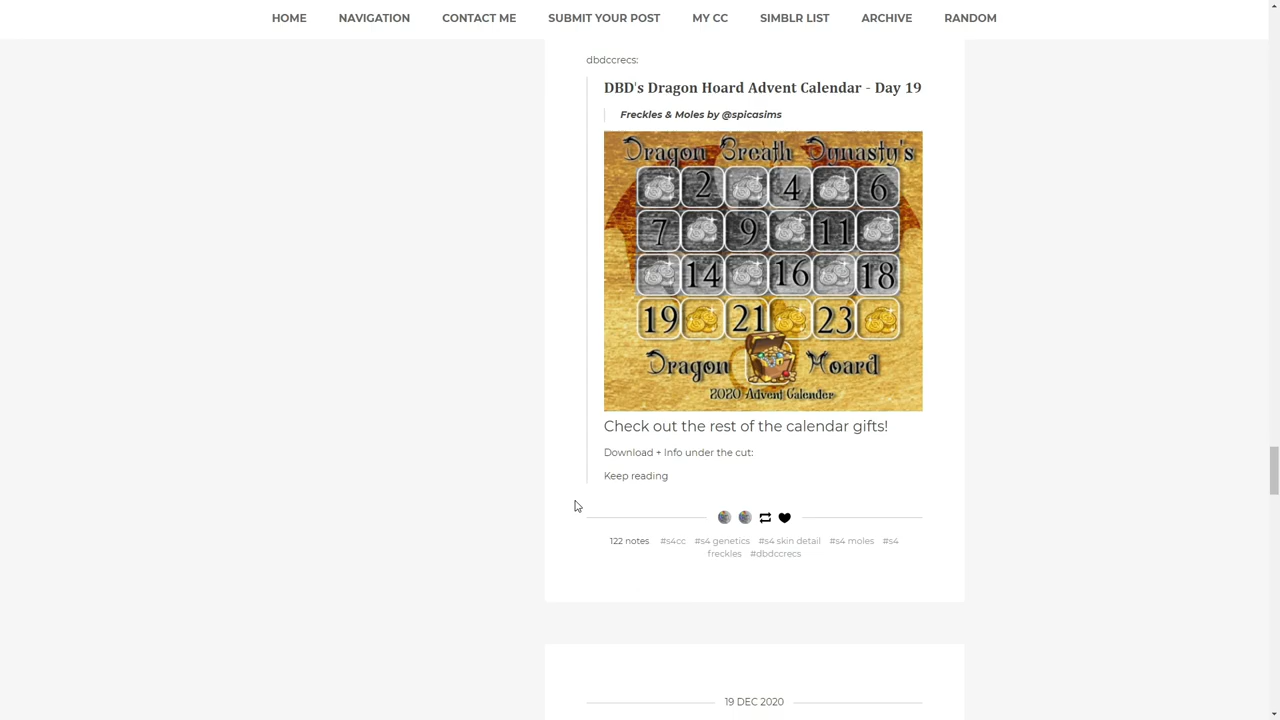 HOME NAVIGATION CONTACT ME SUBMIT YOUR POST MY CC SIMBLR LIST ARCHIVE RANDOM
dbdccrecs:
DBD's Dragon Hoard Advent Calendar - Day 19
Freckles & Moles by @spicasims
Dragon Breath Dynasty's
2 4 6
7 9 11
14 16 18
19 21 23
Dragon Hoard
2020 Advent Calender
Check out the rest of the calendar gifts!
Download + Info under the cut:
Keep reading
122 notes #s4cc #s4 genetics #s4 skin detail #s4 moles #s4
freckles #dbdccrecs
19 DEC 2020